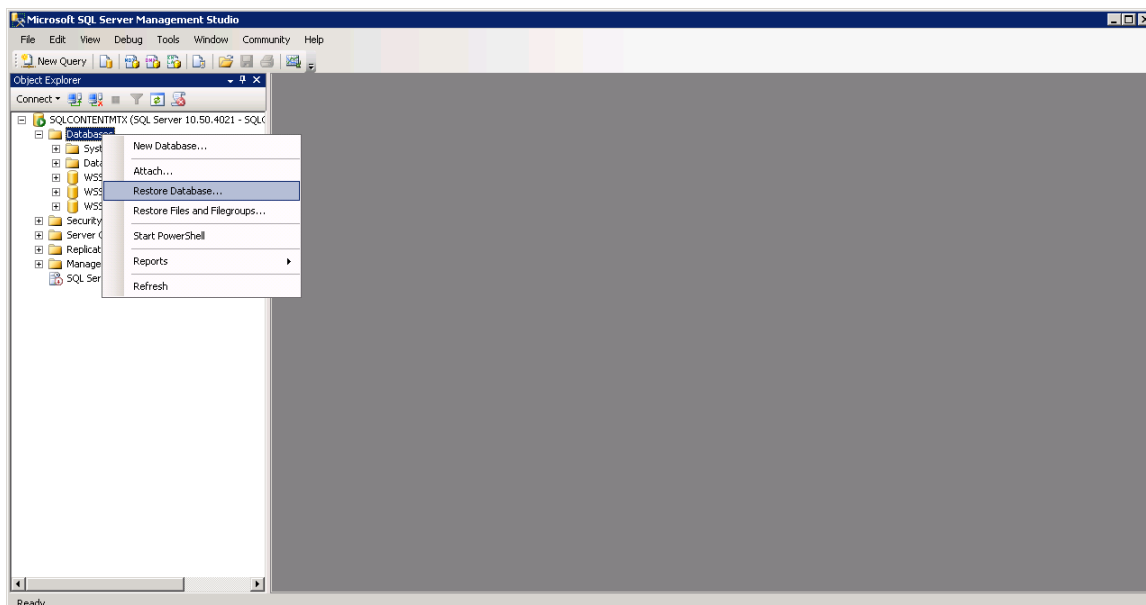 Microsoft SQL Server Management Studio
File Edit View Debug Tools Window Community Help
New Query
Object Explorer
Connect
SQLCONTENTMTX (SQL Server 10.50.4021 - SQLC
Databases
Syst
Data
WSS
WSS
WSS
Security
Server O
Replicat
Manage
SQL Ser
New Database...
Attach...
Restore Database...
Restore Files and Filegroups...
Start PowerShell
Reports
Refresh
Ready